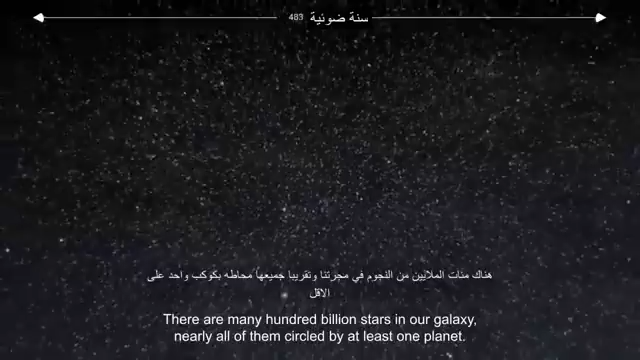 483 سنة ضوئية
هناك مئات الملايين من النجوم في مجرتنا وتقريبا جميعها محاطه بكوكب واحد على
الاقل
There are many hundred billion stars in our galaxy,
nearly all of them circled by at least one planet.